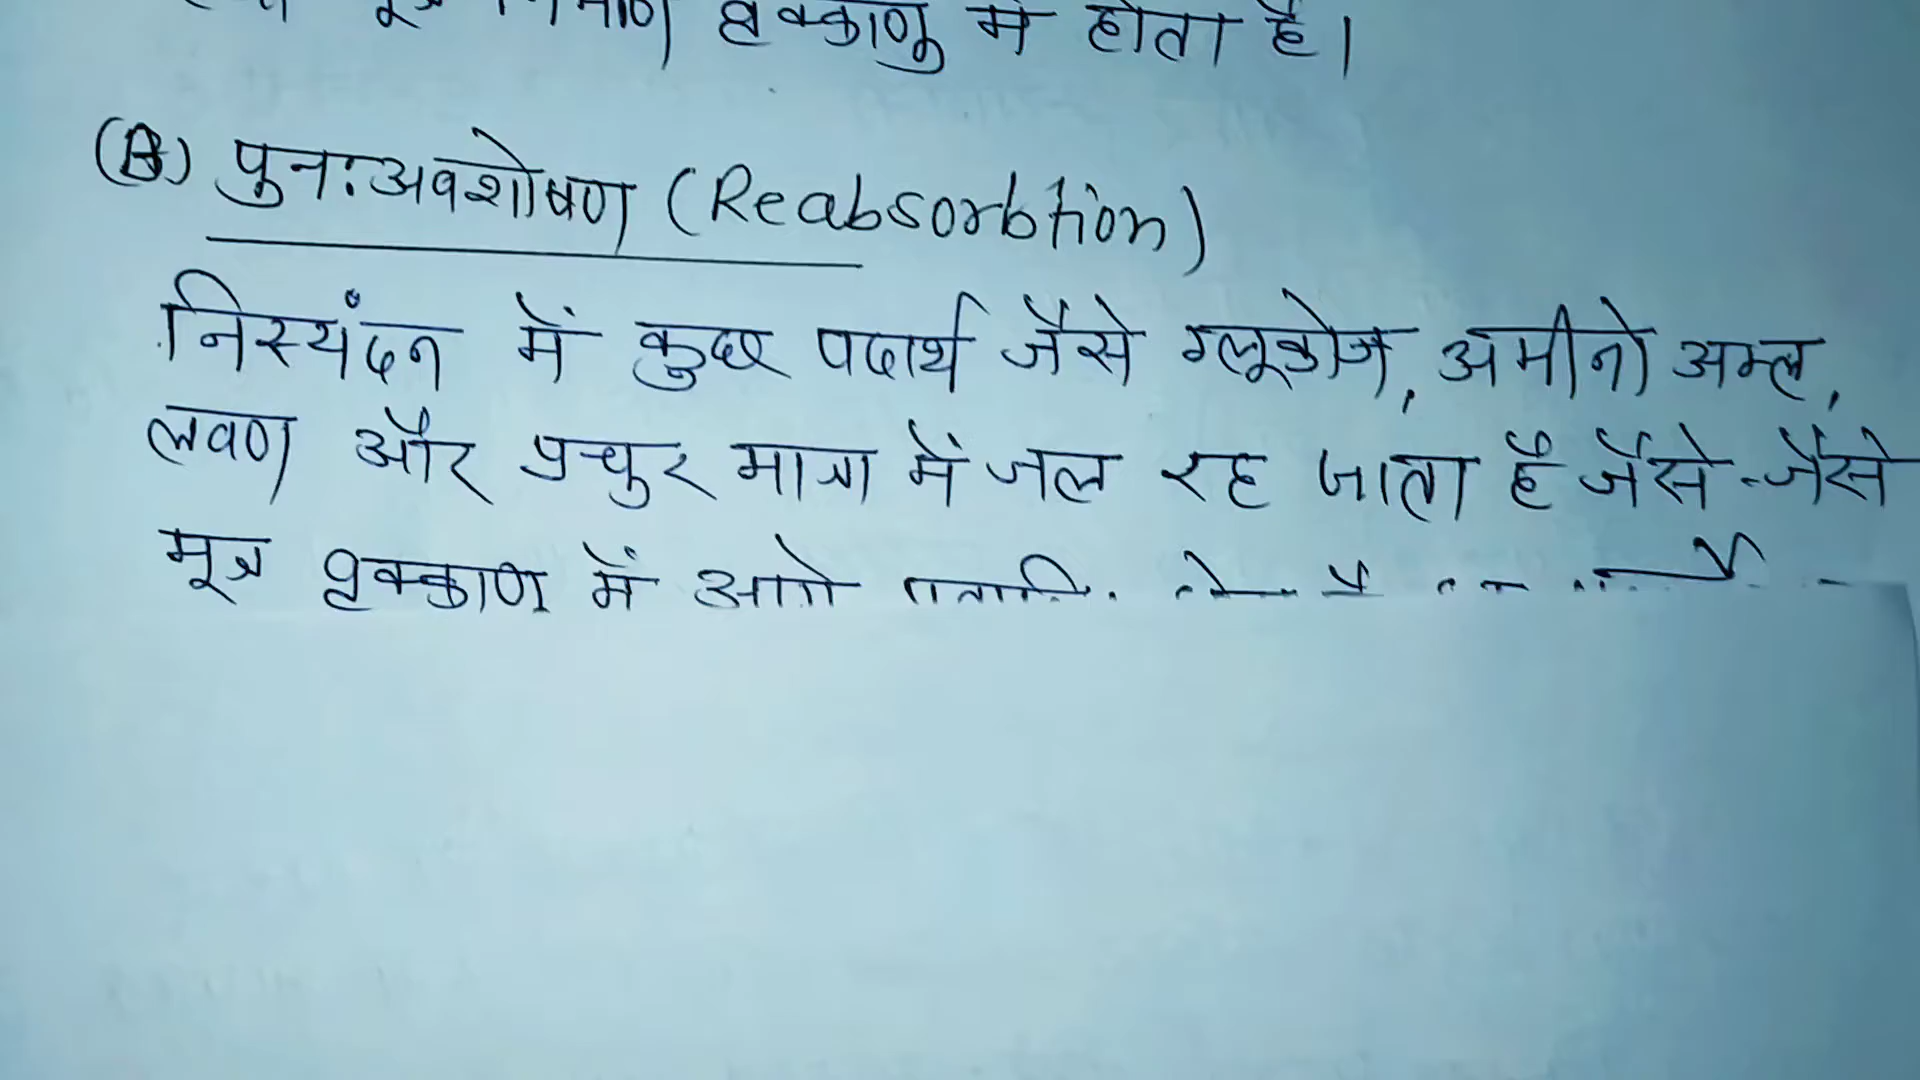 वृक्काणु में होता है।
(B) पुनःअवशोषण (Reabsorbtion)
निस्यंदन में कुछ पदार्थ जैसे ग्लूकोज, अमीनो अम्ल,
लवण और प्रचुर मात्रा में जल रह जाता है जैसे-जैसे
मूत्र वृक्काणु में आगे